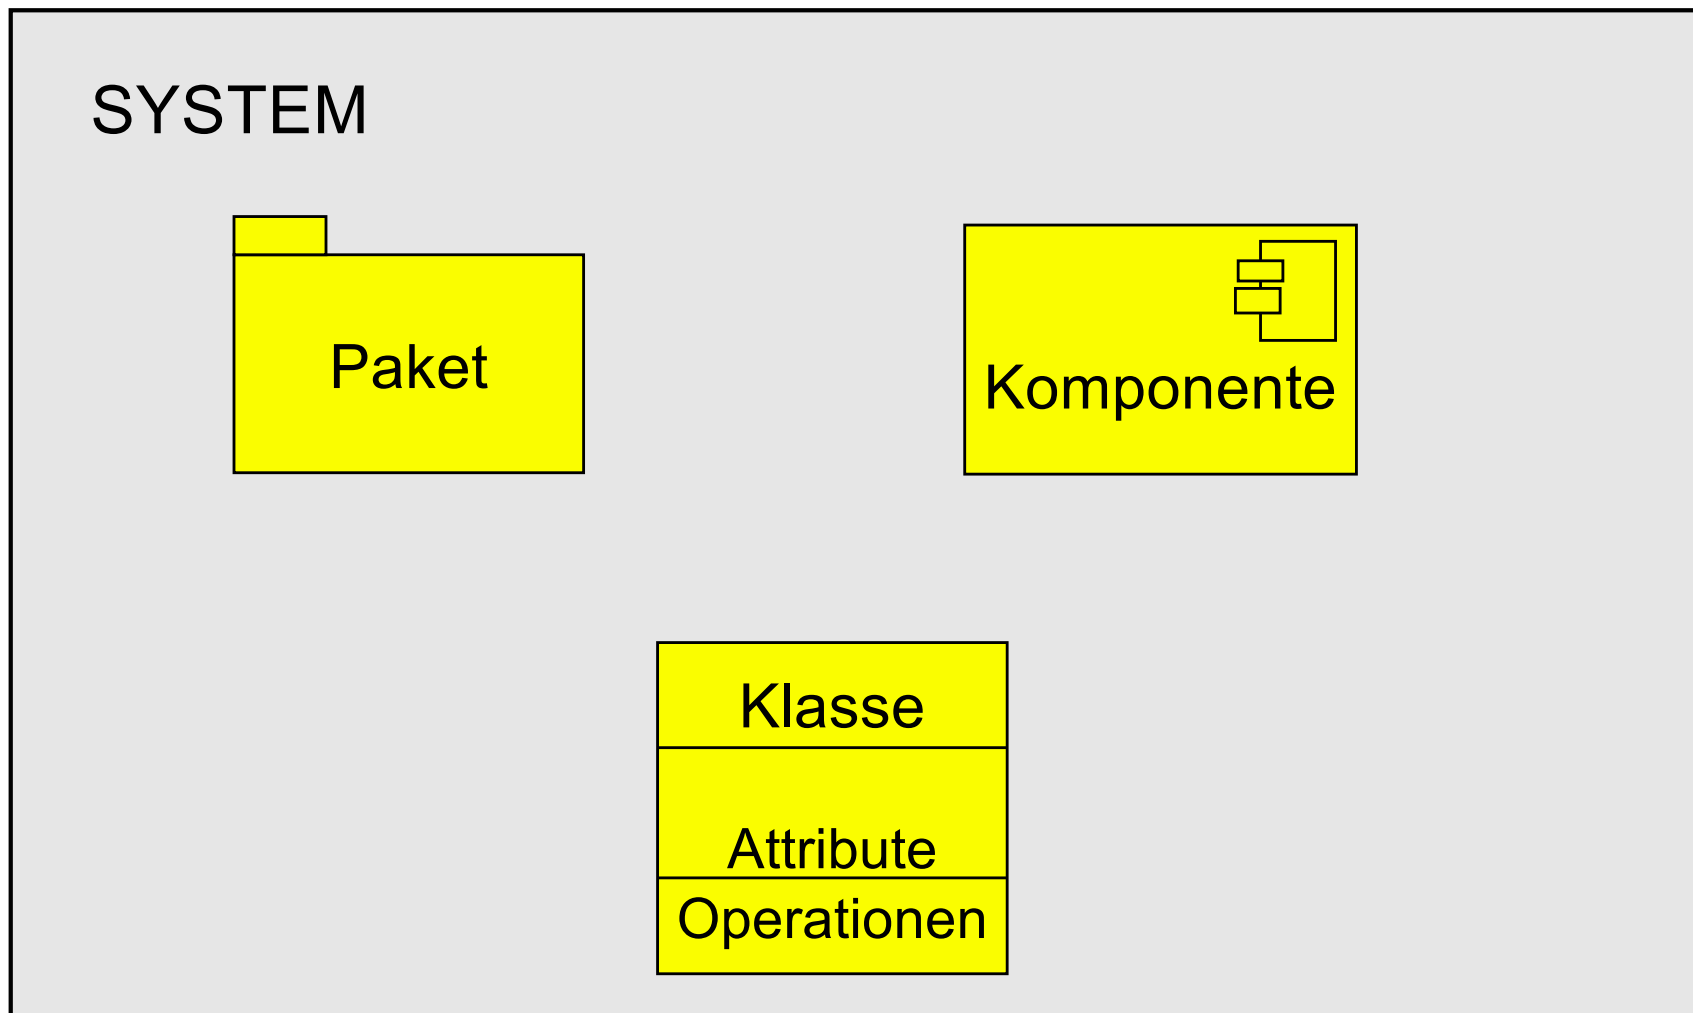 SYSTEM
Paket
Komponente
Klasse
Attribute
Operationen